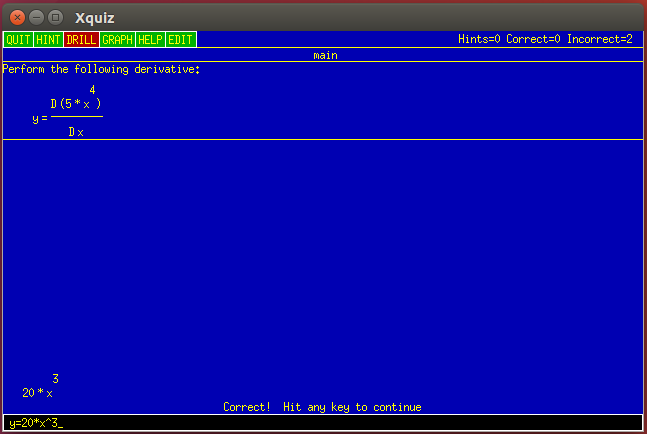 Xquiz
QUIT HINT DRILL GRAPH HELP EDIT Hints=0 Correct=0 Incorrect=2
main
Perform the following derivative:
4
D(5*x )
y=
Dx
3
20*x
Correct! Hit any key to continue
y=20*x^3_